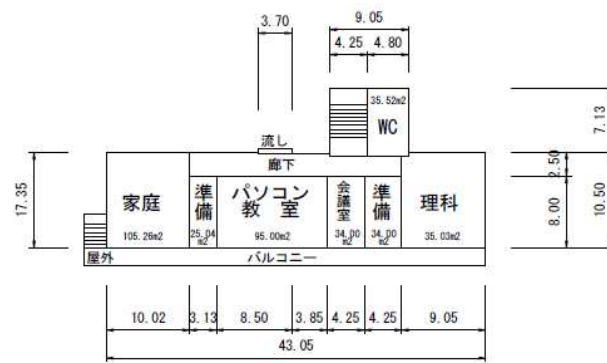 3.70
9.05
4.25 4.80
35.52m2
WC
7.13
流し
廊下
2.50
17.35
家庭
準備
パソコン
教室
会議室
準備
理科
8.00
10.50
105.26m2
25.04
m2
95.00m2
34.00
m2
34.00
m2
35.03m2
屋外
バルコニー
10.02 3.13 8.50 3.85 4.25 4.25 9.05
43.05